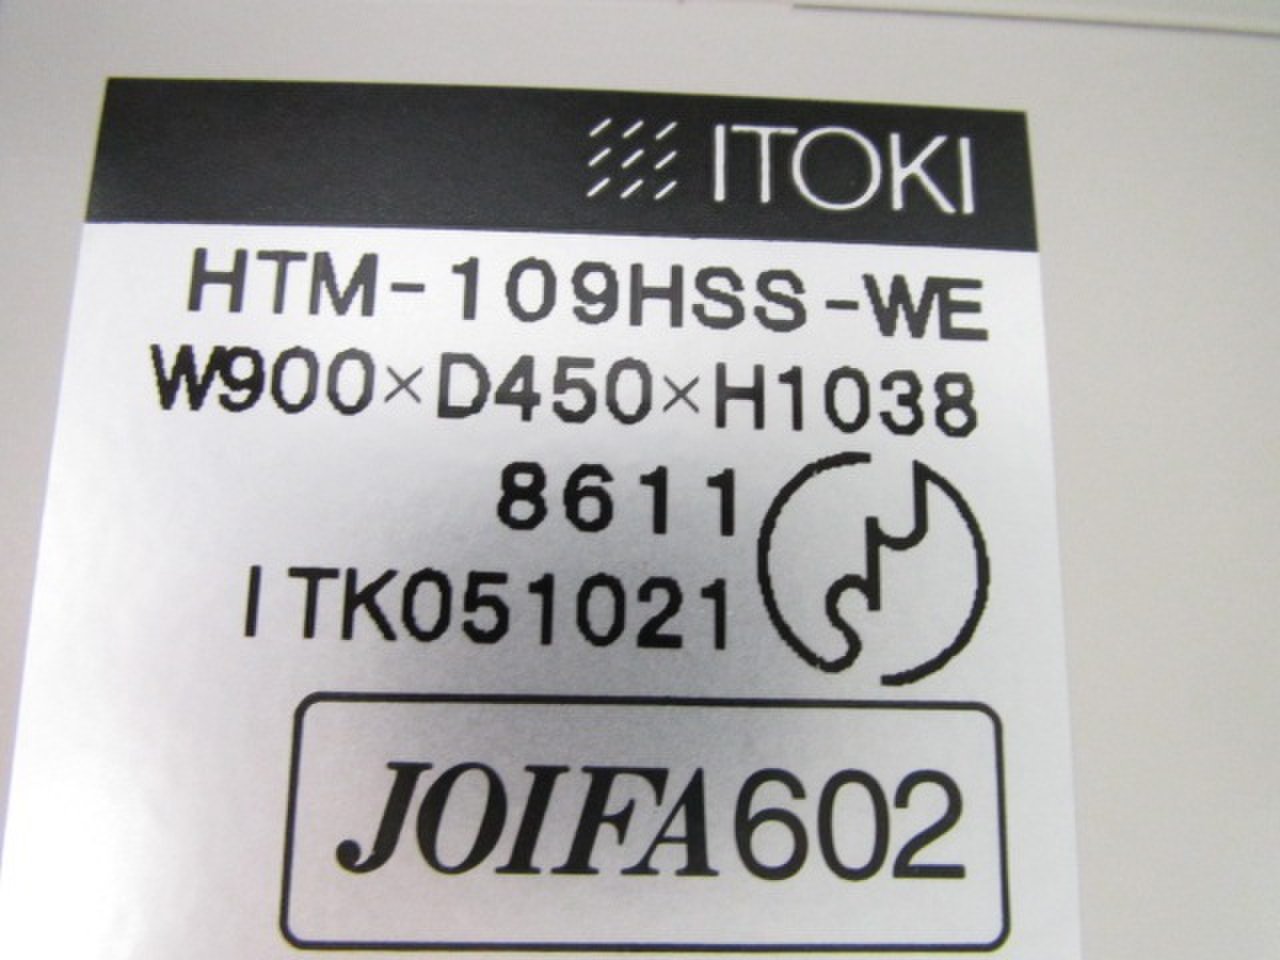 ITOKI
HTM-109HSS-WE
W900×D450×H1038
8611
ITK051021
JOIFA602